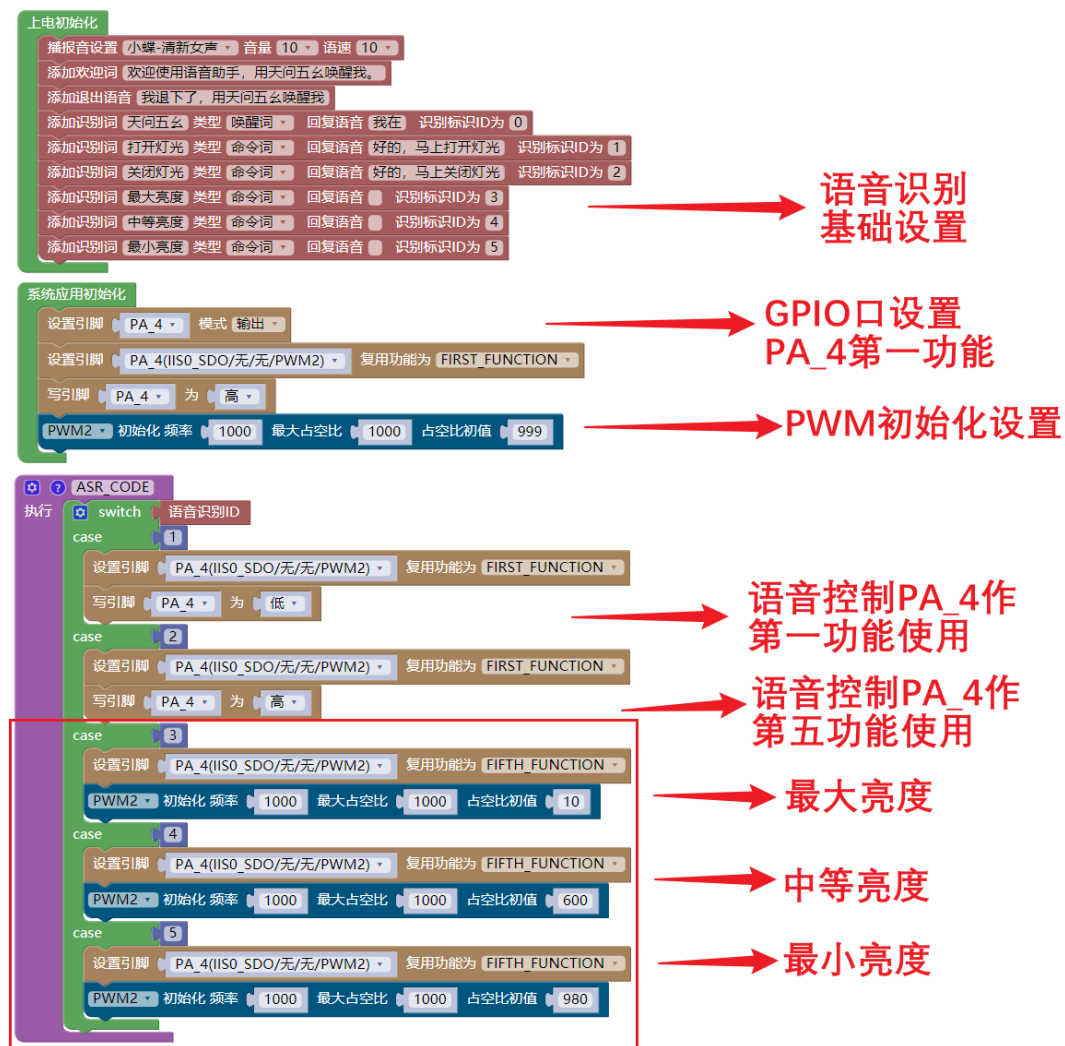 上电初始化
播报音设置 小蝶-清新女声 音量 10 语速 10
添加欢迎词 欢迎使用语音助手，用天问五幺唤醒我。
添加退出语音 我退下了，用天问五幺唤醒我
添加识别词 天问五幺 类型 唤醒词 回复语音 我在 识别标识ID为 0
添加识别词 打开灯光 类型 命令词 回复语音 好的，马上打开灯光 识别标识ID为 1
添加识别词 关闭灯光 类型 命令词 回复语音 好的，马上关闭灯光 识别标识ID为 2
添加识别词 最大亮度 类型 命令词 回复语音 识别标识ID为 3
添加识别词 中等亮度 类型 命令词 回复语音 识别标识ID为 4
添加识别词 最小亮度 类型 命令词 回复语音 识别标识ID为 5
语音识别
基础设置
系统应用初始化
设置引脚 PA_4 模式 输出
设置引脚 PA_4(IIS0_SDO/无/无/PWM2) 复用功能为 FIRST_FUNCTION
写引脚 PA_4 为 高
PWM2 初始化 频率 1000 最大占空比 1000 占空比初值 999
GPIO口设置
PA_4第一功能
PWM初始化设置
? ASR_CODE
执行 switch 语音识别ID
case 1
设置引脚 PA_4(IIS0_SDO/无/无/PWM2) 复用功能为 FIRST_FUNCTION
写引脚 PA_4 为 低
case 2
设置引脚 PA_4(IIS0_SDO/无/无/PWM2) 复用功能为 FIRST_FUNCTION
写引脚 PA_4 为 高
语音控制PA_4作
第一功能使用
语音控制PA_4作
第五功能使用
case 3
设置引脚 PA_4(IIS0_SDO/无/无/PWM2) 复用功能为 FIFTH_FUNCTION
PWM2 初始化 频率 1000 最大占空比 1000 占空比初值 10
最大亮度
case 4
设置引脚 PA_4(IIS0_SDO/无/无/PWM2) 复用功能为 FIFTH_FUNCTION
PWM2 初始化 频率 1000 最大占空比 1000 占空比初值 600
中等亮度
case 5
设置引脚 PA_4(IIS0_SDO/无/无/PWM2) 复用功能为 FIFTH_FUNCTION
PWM2 初始化 频率 1000 最大占空比 1000 占空比初值 980
最小亮度